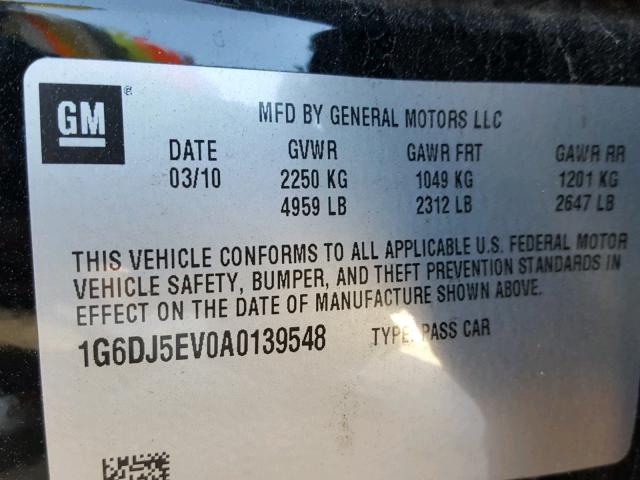 GM®
MFD BY GENERAL MOTORS LLC
DATE GVWR GAWR FRT GAWR RR
03/10 2250 KG 1049 KG 1201 KG
4959 LB 2312 LB 2647 LB
THIS VEHICLE CONFORMS TO ALL APPLICABLE U.S. FEDERAL MOTOR
VEHICLE SAFETY, BUMPER, AND THEFT PREVENTION STANDARDS IN
EFFECT ON THE DATE OF MANUFACTURE SHOWN ABOVE.
1G6DJ5EV0A0139548 TYPE: PASS CAR